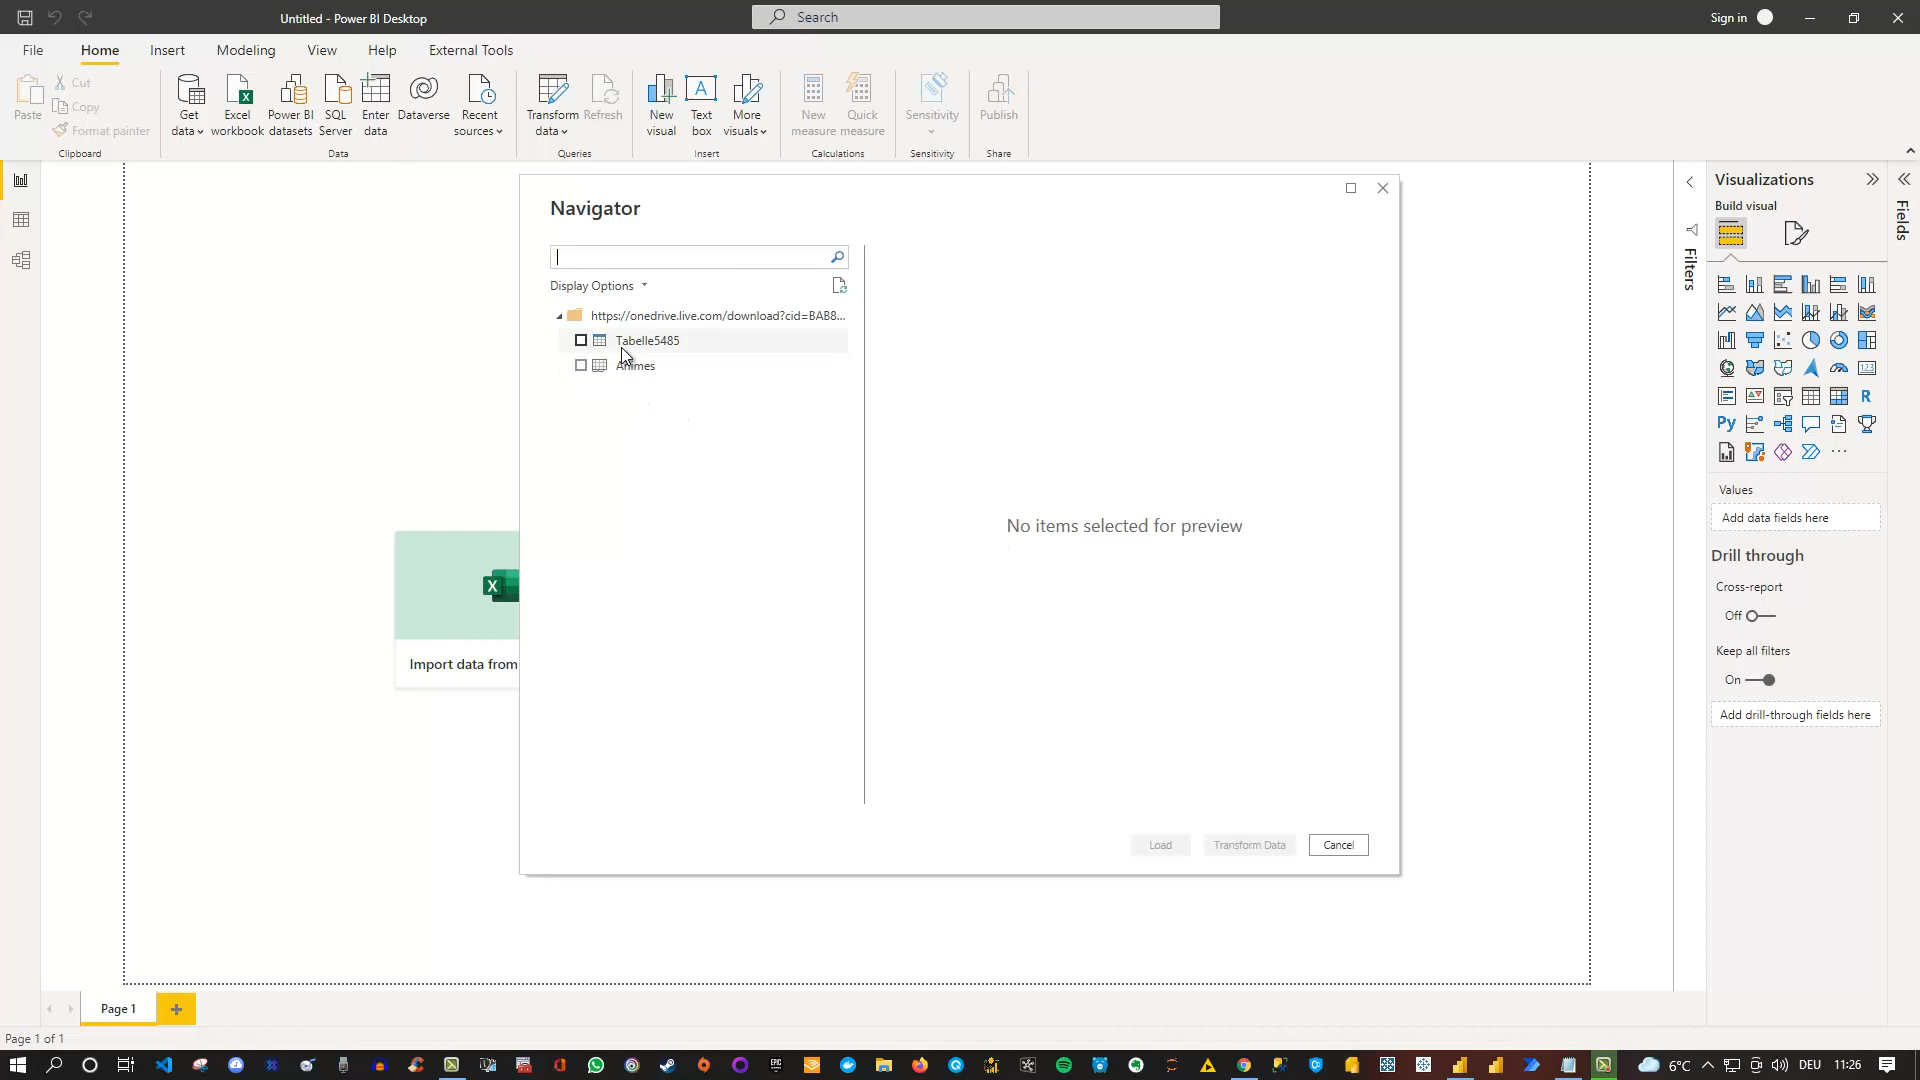 Untitled - Power BI Desktop
Search
Sign in
File
Home
Insert
Modeling
View
Help
External Tools
Paste
Cut
Copy
Format painter
Clipboard
Get data
Excel workbook
Power BI datasets
SQL Server
Enter data
Dataverse
Recent sources
Data
Transform data
Refresh
Queries
New visual
A
Text box
More visuals
Insert
New measure
Quick measure
Calculations
Sensitivity
Sensitivity
Publish
Share
Navigator
Display Options
https://onedrive.live.com/download?cid=BAB8...
Tabelle5485
Animes
No items selected for preview
Load
Transform Data
Cancel
X
Import data from
Filters
Visualizations
Build visual
123
R
Py
Values
Add data fields here
Drill through
Cross-report
Off
Keep all filters
On
Add drill-through fields here
Fields
Page 1
Page 1 of 1
EPIC
6°C
DEU
11:26